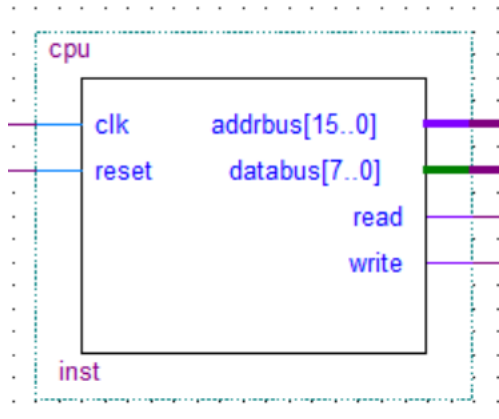 cpu
clk addrbus[15..0]
reset databus[7..0]
read
write
inst